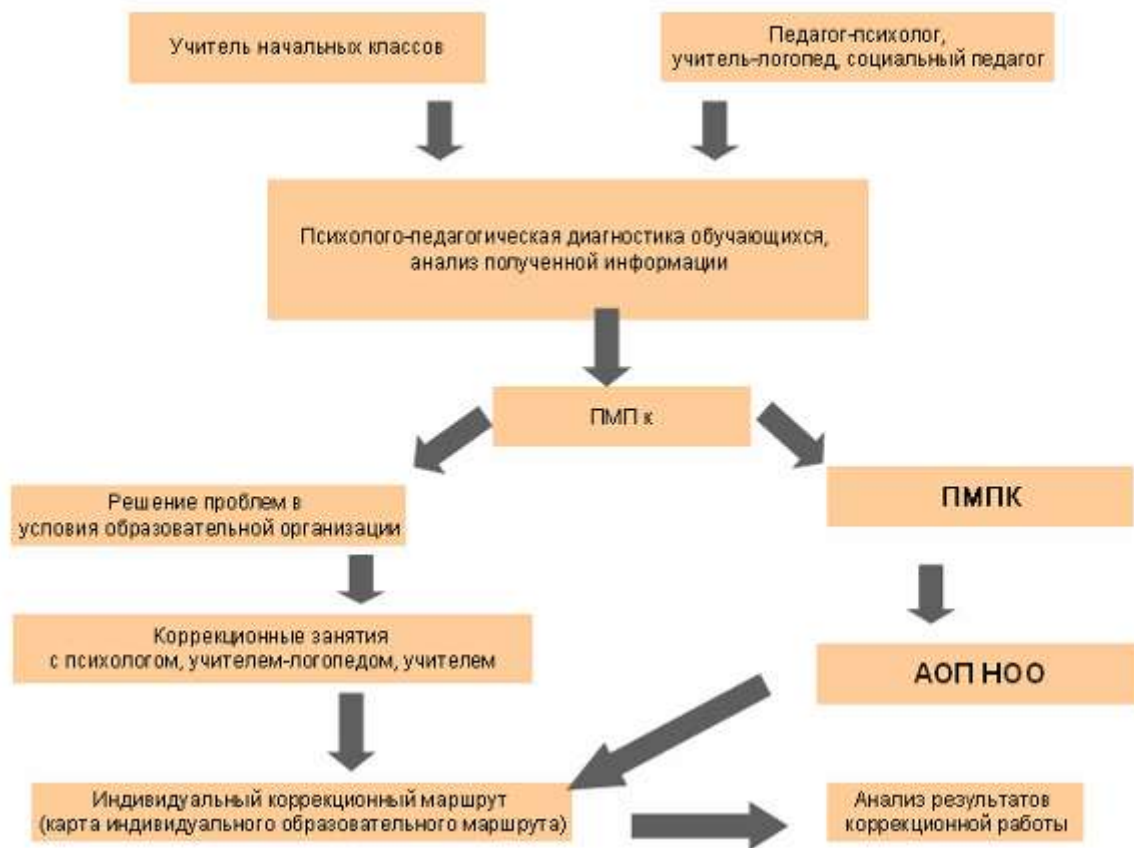 Учитель начальных классов
Педагог-психолог,
учитель-логопед, социальный педагог
Психолого-педагогическая диагностика обучающихся,
анализ полученной информации
ПМП к
Решение проблем в
условия образовательной организации
ПМПК
Коррекционные занятия
с психологом, учителем-логопедом, учителем
АОП НОО
Индивидуальный коррекционный маршрут
(карта индивидуального образовательного маршрута)
Анализ результатов
коррекционной работы